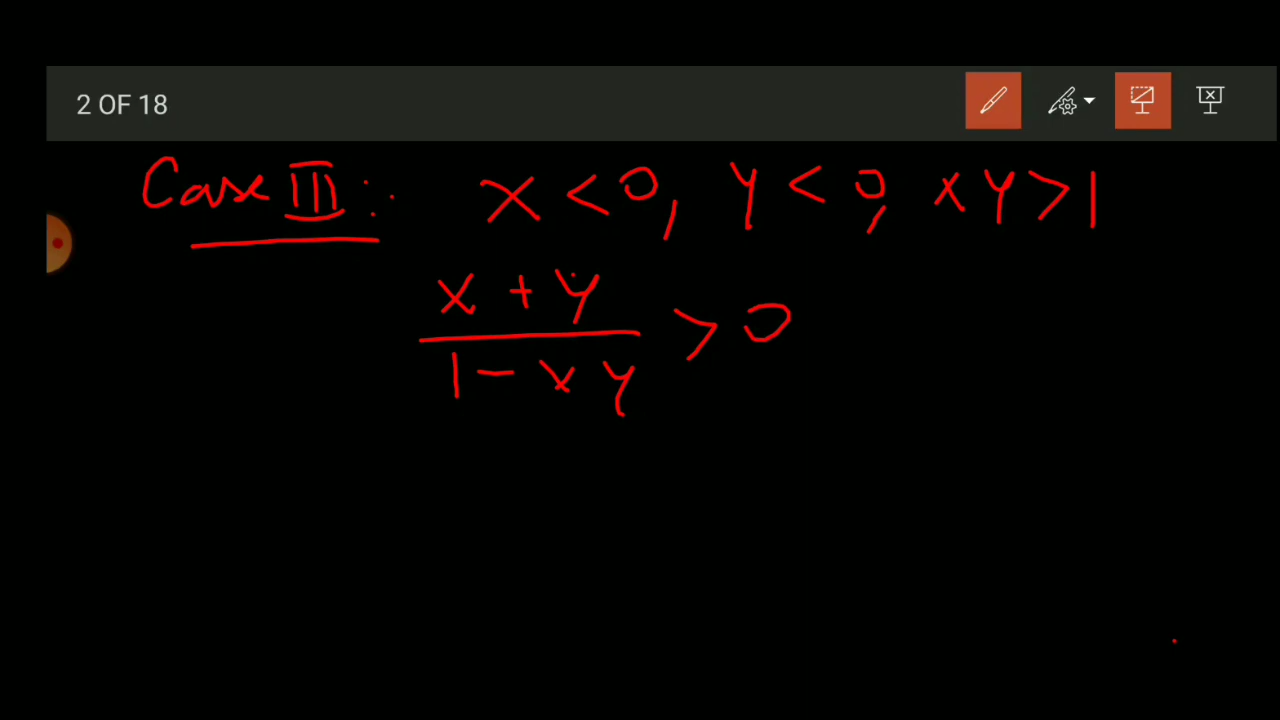 2 OF 18
Case III :. x < 0, y < 0, xy > 1
x + y
/ 1 - xy > 0